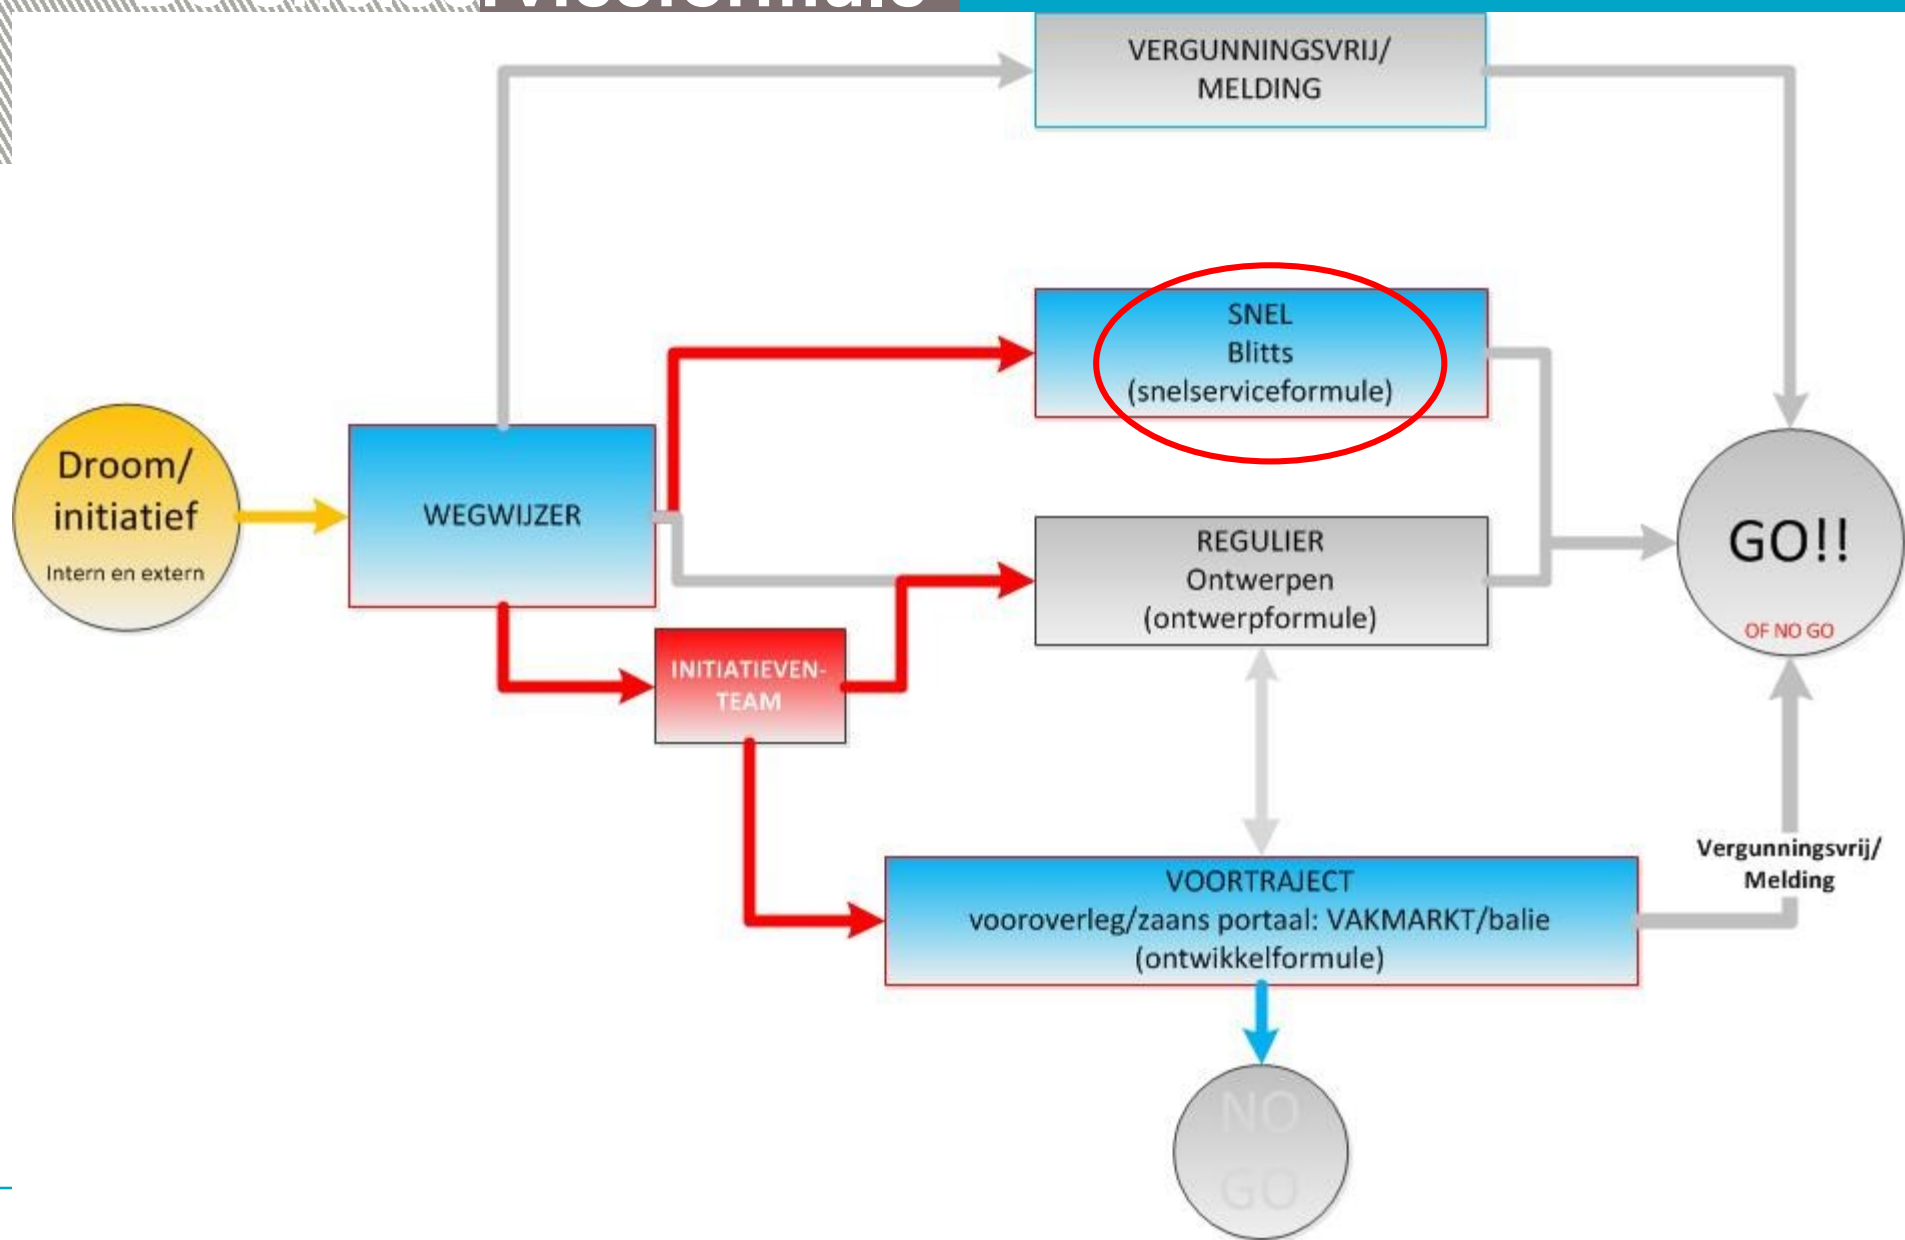 VERGUNNINGSVRIJ/
MELDING
SNEL
Blitts
(snelserviceformule)
Droom/
initiatief
Intern en extern
WEGWIJZER
REGULIER
Ontwerpen
(ontwerpformule)
GO!!
OF NO GO
INITIATIEVEN-
TEAM
Vergunningsvrij/
Melding
VOORTRAJECT
vooroverleg/zaans portaal: VAKMARKT/balie
(ontwikkelformule)
NO
GO